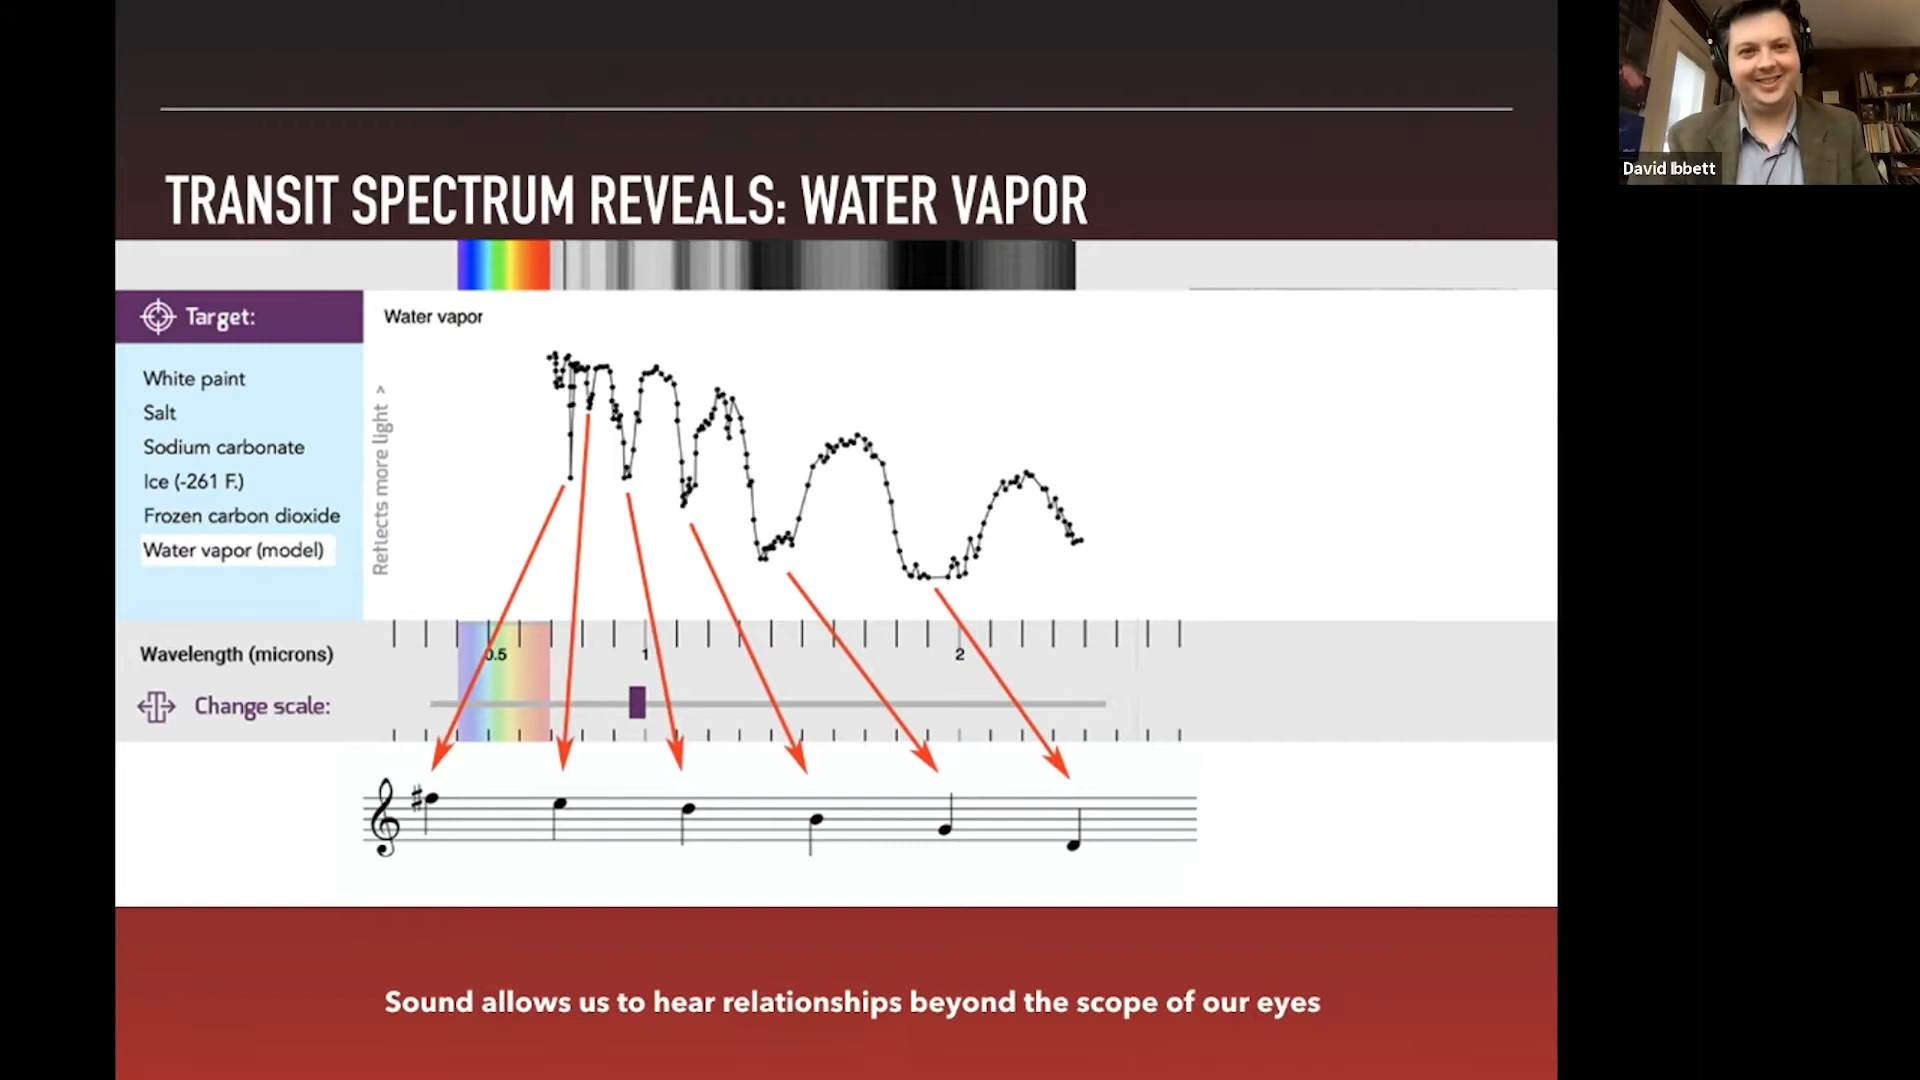 David Ibbett
TRANSIT SPECTRUM REVEALS: WATER VAPOR
Target:
Water vapor
White paint
Salt
Sodium carbonate
Ice (-261 F.)
Frozen carbon dioxide
Water vapor (model)
Reflects more light >
Wavelength (microns)
0.5
1
2
Change scale:
Sound allows us to hear relationships beyond the scope of our eyes